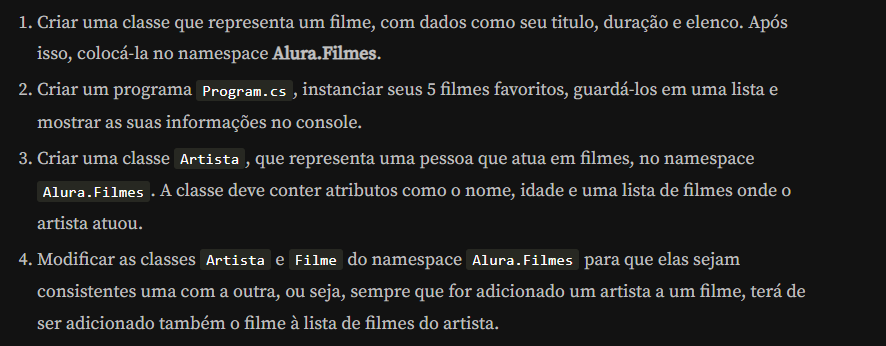 1. Criar uma classe que representa um filme, com dados como seu titulo, duração e elenco. Após
isso, colocá-la no namespace Alura.Filmes.
2. Criar um programa Program.cs, instanciar seus 5 filmes favoritos, guardá-los em uma lista e
mostrar as suas informações no console.
3. Criar uma classe Artista, que representa uma pessoa que atua em filmes, no namespace
Alura.Filmes. A classe deve conter atributos como o nome, idade e uma lista de filmes onde o
artista atuou.
4. Modificar as classes Artista e Filme do namespace Alura.Filmes para que elas sejam
consistentes uma com a outra, ou seja, sempre que for adicionado um artista a um filme, terá de
ser adicionado também o filme à lista de filmes do artista.